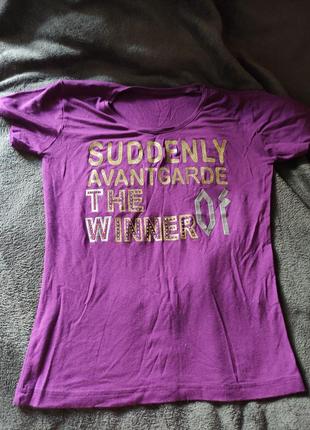 SUDDENLY
AVANTGARDE
THE
WINNER OF